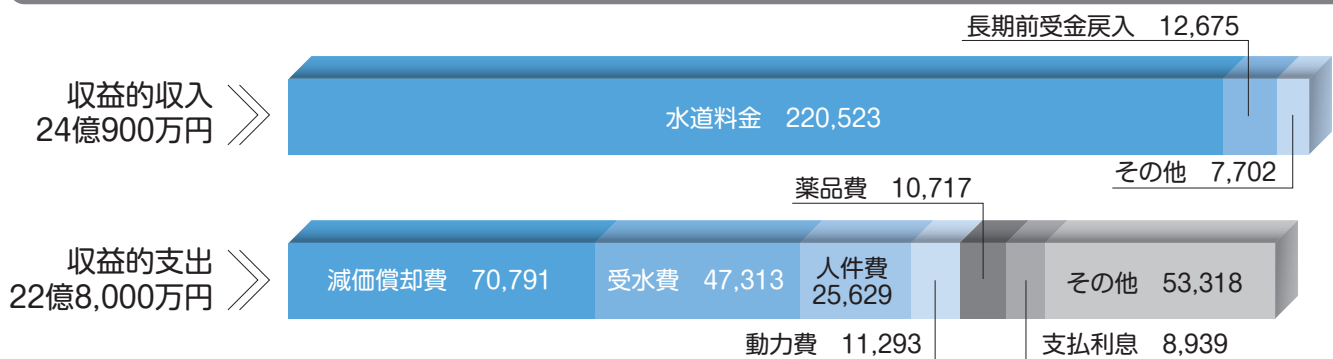 長期前受金戻入 12,675
収益的収入
24億900万円
水道料金 220,523
その他 7,702
薬品費 10,717
収益的支出
22億8,000万円
減価償却費 70,791
受水費 47,313
人件費
25,629
その他 53,318
動力費 11,293
支払利息 8,939